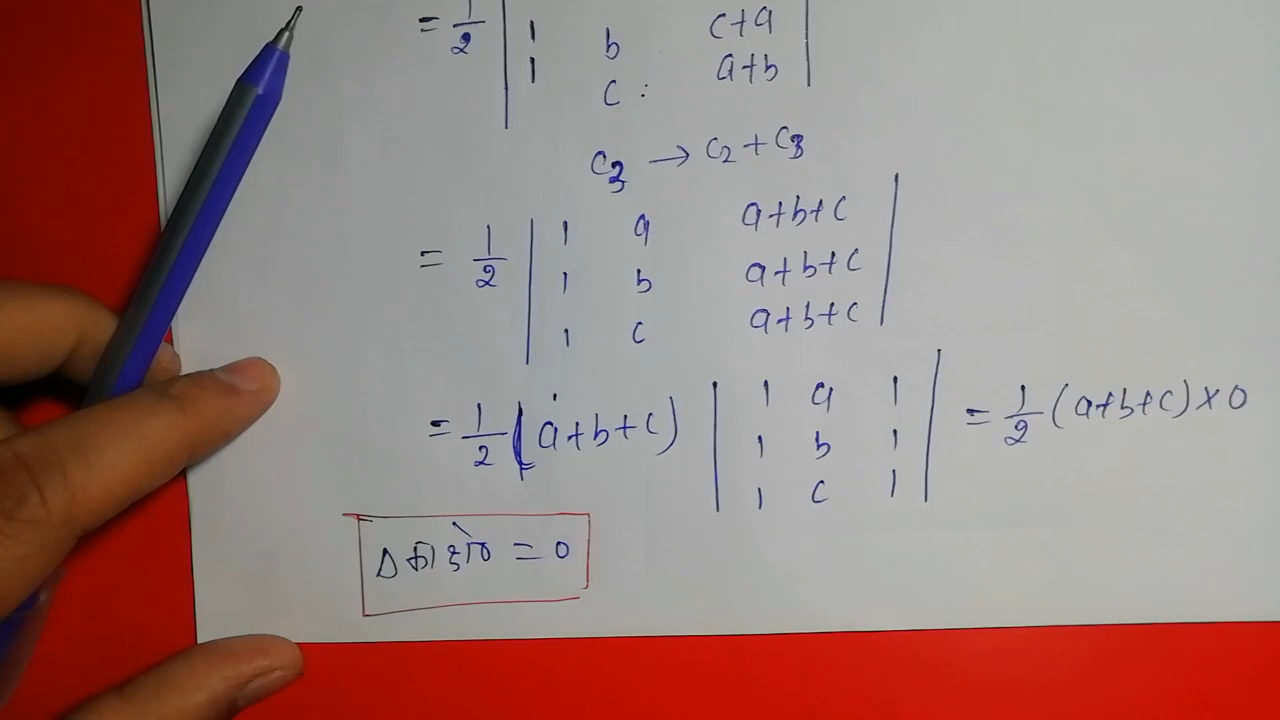 = 1/2 | 1 b c+a |
| 1 c a+b |
C3 → C2 + C3
= 1/2 | 1 a a+b+c |
| 1 b a+b+c |
| 1 c a+b+c |
= 1/2 (a+b+c) | 1 a 1 | = 1/2 (a+b+c) × 0
| 1 b 1 |
| 1 c 1 |
Δ = 0